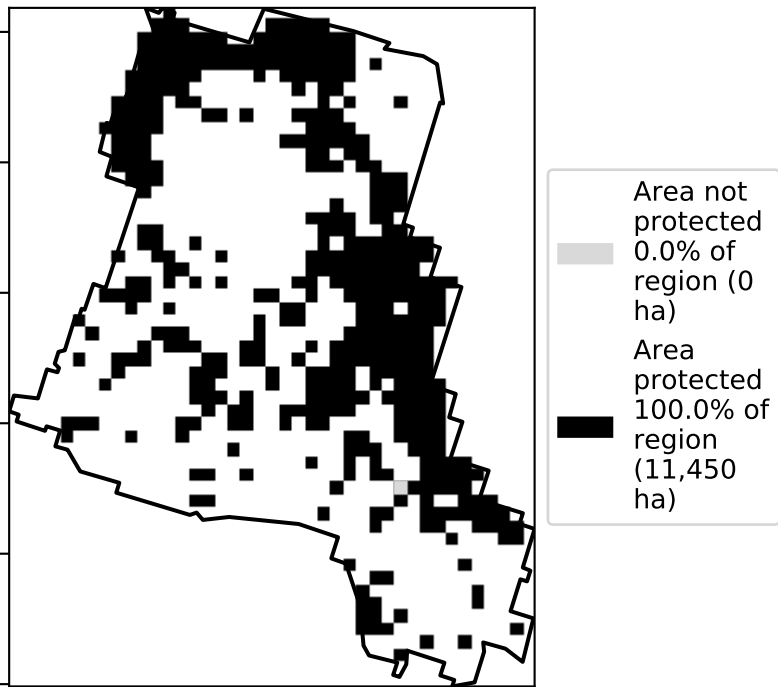 Area not
protected
0.0% of
region (0
ha)
Area
protected
100.0% of
region
(11,450
ha)